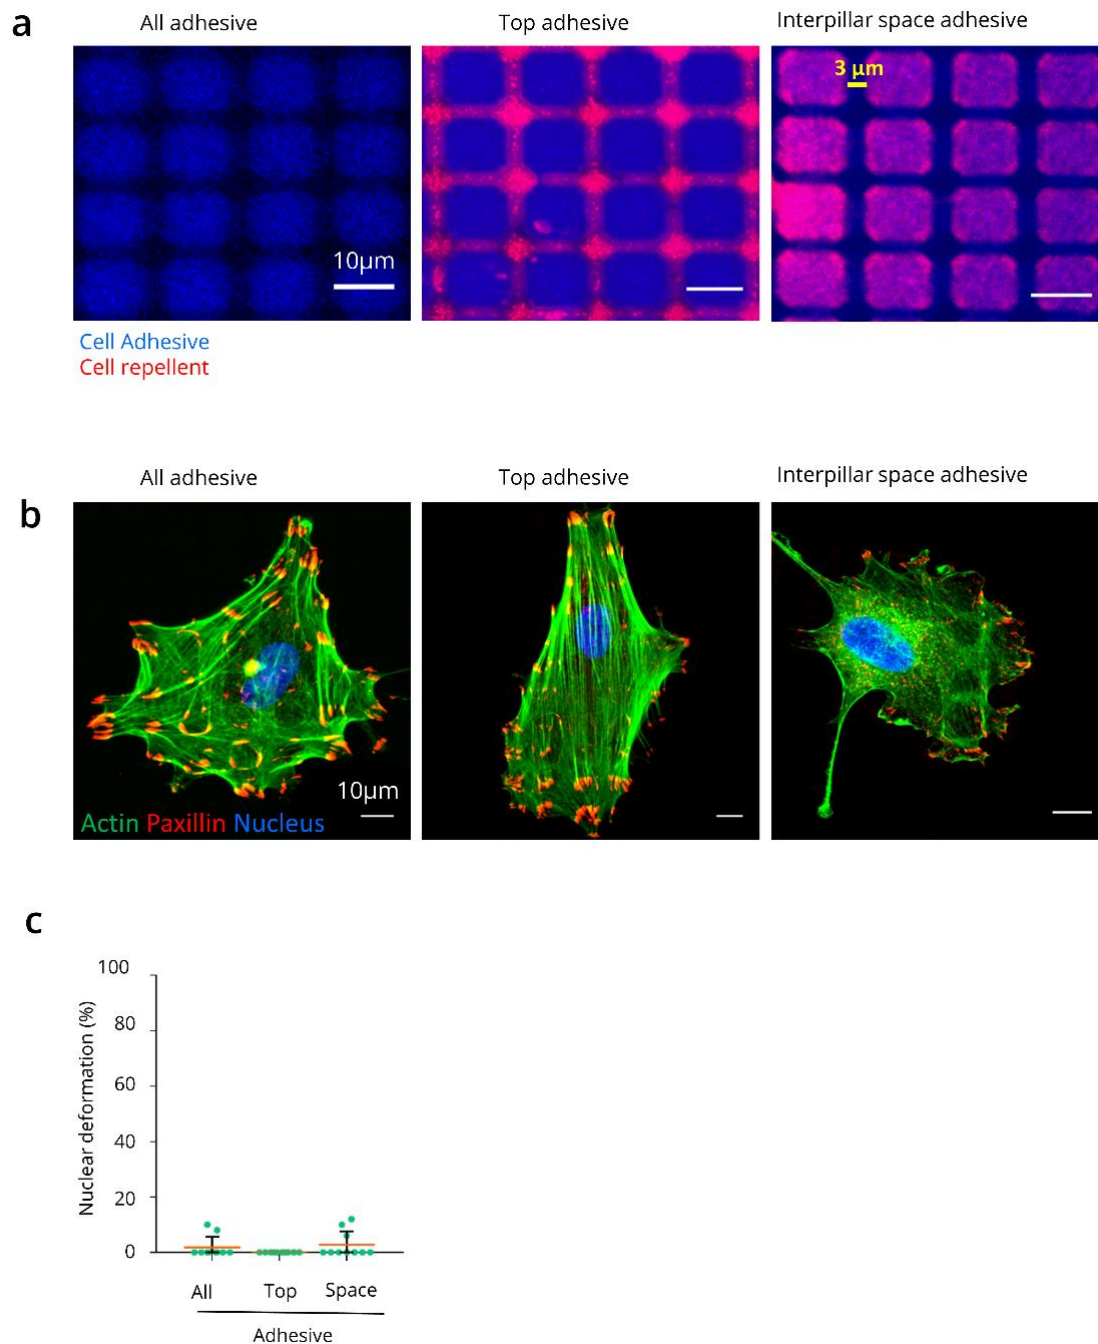 a
All adhesive
Top adhesive
Interpillar space adhesive
3 µm
10µm
Cell Adhesive
Cell repellent
All adhesive
Top adhesive
Interpillar space adhesive
b
10µm
Actin Paxillin Nucleus
c
100
80
60
40
20
0
Nuclear deformation (%)
All
Top
Space
Adhesive